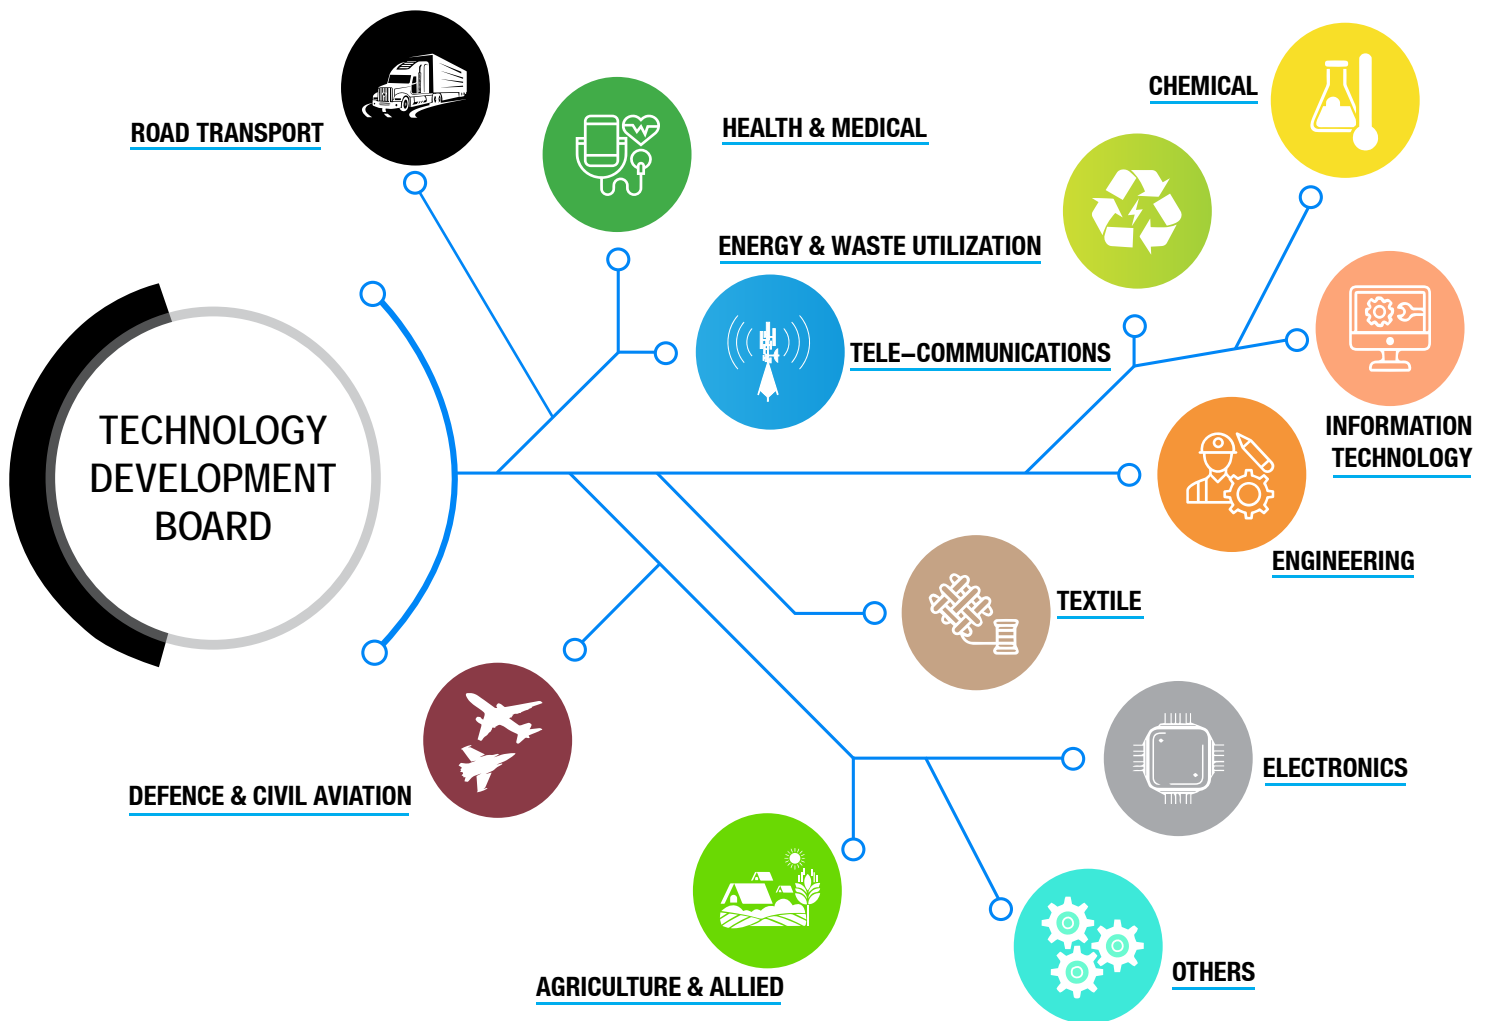 ROAD TRANSPORT
HEALTH & MEDICAL
CHEMICAL
ENERGY & WASTE UTILIZATION
TELE–COMMUNICATIONS
TECHNOLOGY
DEVELOPMENT
BOARD
INFORMATION
TECHNOLOGY
ENGINEERING
TEXTILE
ELECTRONICS
DEFENCE & CIVIL AVIATION
OTHERS
AGRICULTURE & ALLIED